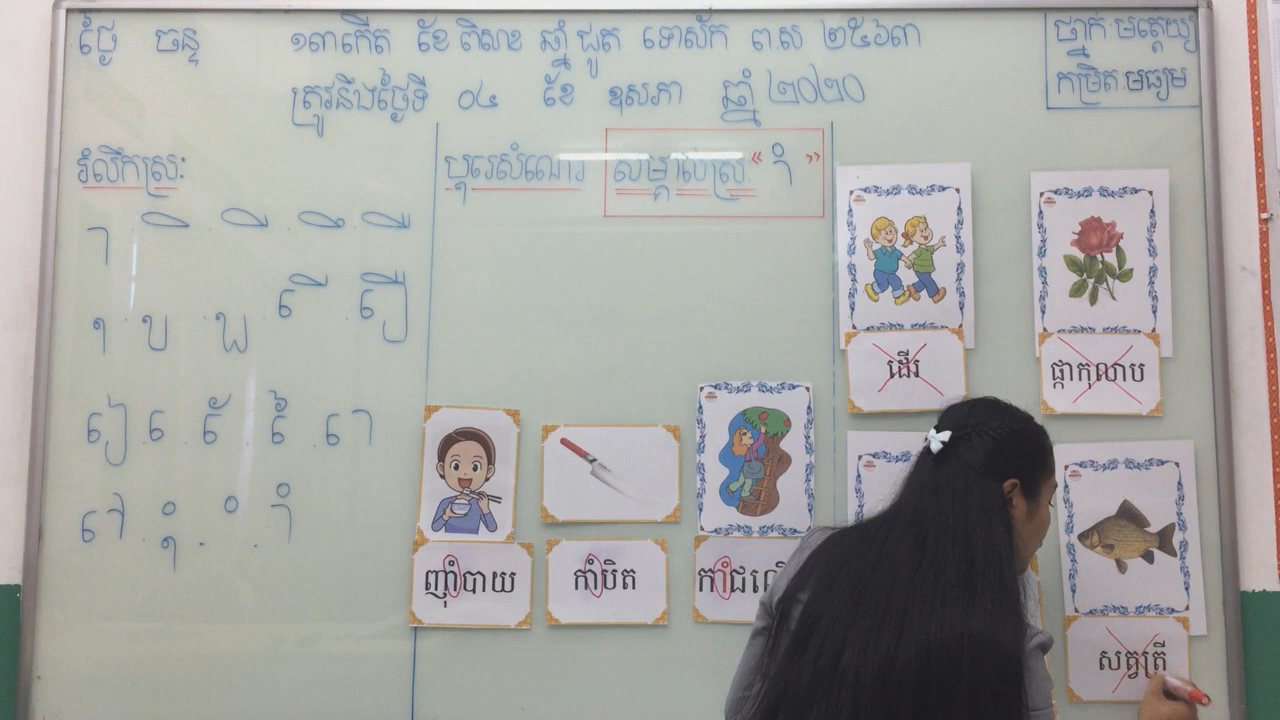 ថ្ងៃ ចន្ទ ១៣កើត ខែ ពិសាខ ឆ្នាំ ជូត ទោស័ក ព.ស ២៥៦៣
ត្រូវនឹងថ្ងៃទី ០៤ ខែ ឧសភា ឆ្នាំ ២០២០
ថ្នាក់:មត្តេយ្យ
កម្រិត:មធ្យម
រំលឹកស្រៈ
ា ិ ី ឹ ឺ
ុ ូ ួ ើ ឿ
ៀ េ ែ ៃ ោ
ៅ ុំ ំ ាំ
បុរេសំណេរ សម្គាល់ស្រៈ "ាំ"
ញ៉ាំបាយ
កាំបិត
ដើរ
ផ្កាកុលាប
សត្វត្រី